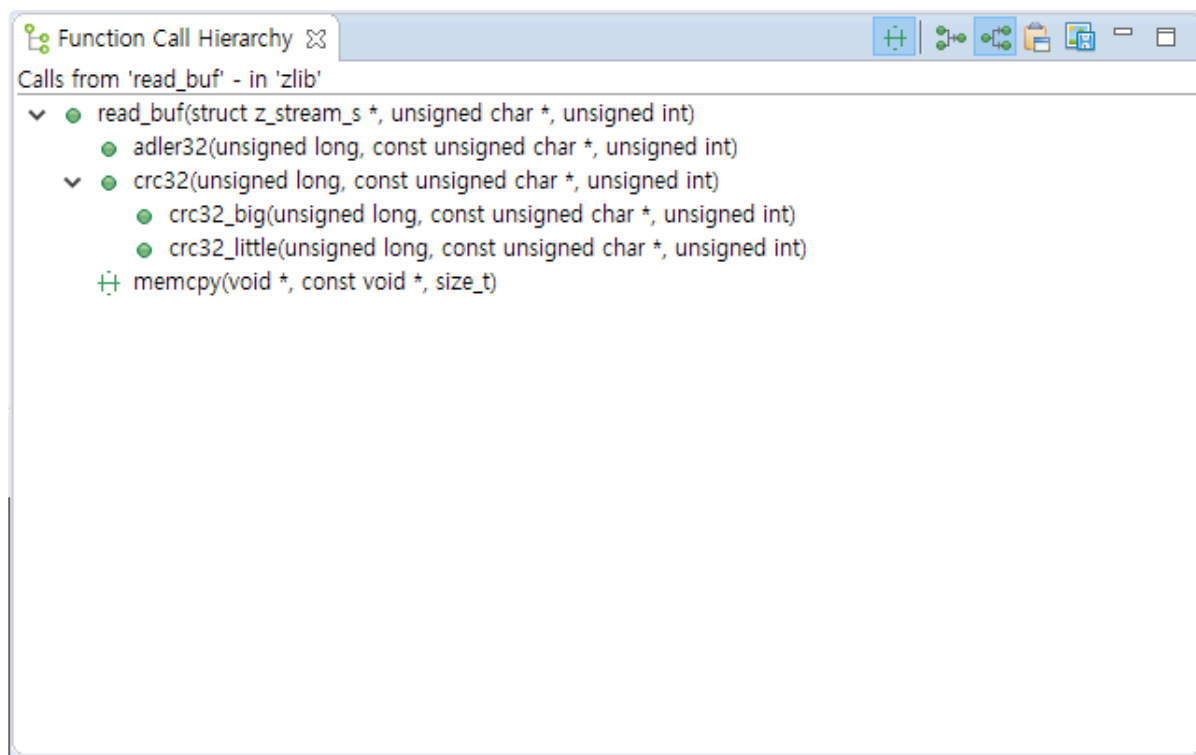 Function Call Hierarchy
Calls from 'read_buf' - in 'zlib'
read_buf(struct z_stream_s *, unsigned char *, unsigned int)
adler32(unsigned long, const unsigned char *, unsigned int)
crc32(unsigned long, const unsigned char *, unsigned int)
crc32_big(unsigned long, const unsigned char *, unsigned int)
crc32_little(unsigned long, const unsigned char *, unsigned int)
memcpy(void *, const void *, size_t)